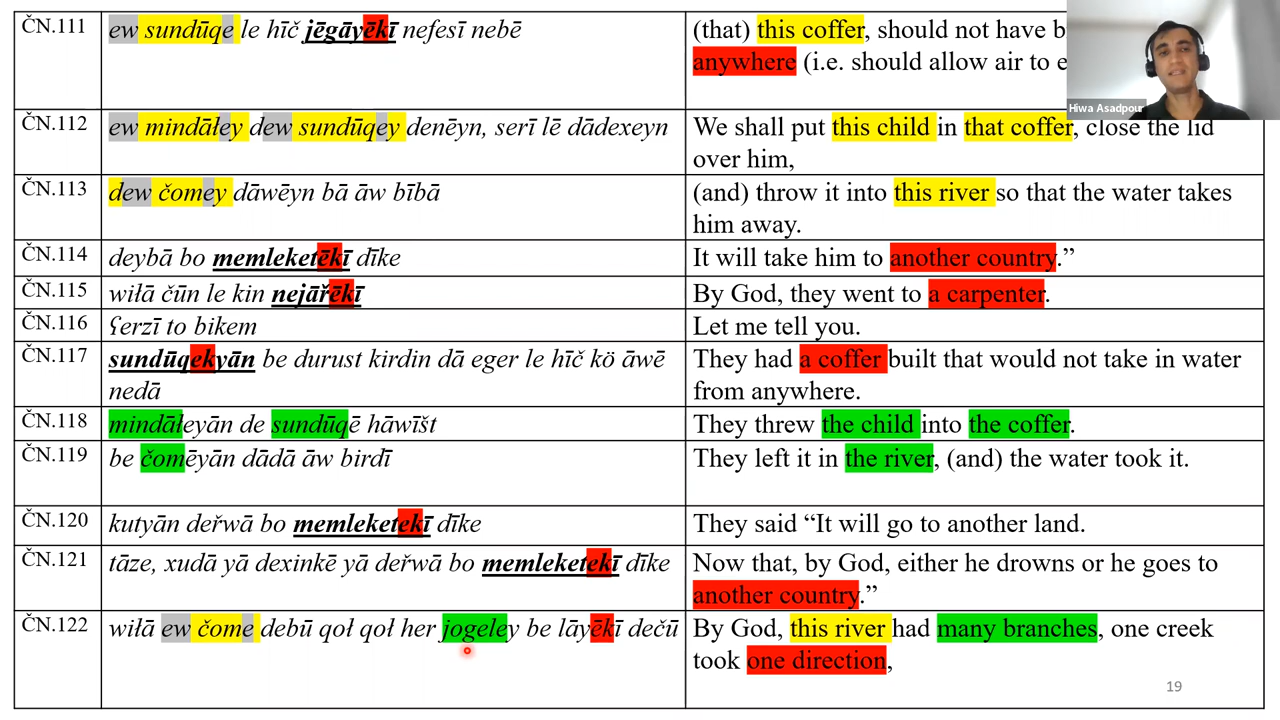 ČN.111 ew sundūqe le hīč jēgāyēkī nefesī nebē (that) this coffer, should not have
anywhere (i.e. should allow air to
Hiwa Asadpour
ČN.112 ew mindāłey dew sundūqey denēyn, serī lē dādexeyn We shall put this child in that coffer, close the lid
over him,
ČN.113 dew čomey dāwēyn bā āw bībā (and) throw it into this river so that the water takes
him away.
ČN.114 deybā bo memleketēkī dīke It will take him to another country.”
ČN.115 wiłā čūn le kin nejāřēkī By God, they went to a carpenter.
ČN.116 ʕerzī to bikem Let me tell you.
ČN.117 sundūqekyān be durust kirdin dā eger le hīč kö āwē They had a coffer built that would not take in water
nedā from anywhere.
ČN.118 mindāłeyān de sundūqē hāwīšt They threw the child into the coffer.
ČN.119 be čomēyān dādā āw birdī They left it in the river, (and) the water took it.
ČN.120 kutyān deřwā bo memleketekī dīke They said “It will go to another land.
ČN.121 tāze, xudā yā dexinkē yā deřwā bo memleketekī dīke Now that, by God, either he drowns or he goes to
another country.”
ČN.122 wiłā ew čome debū qoł qoł her jogeley be lāyēkī dečū By God, this river had many branches, one creek
took one direction,
19